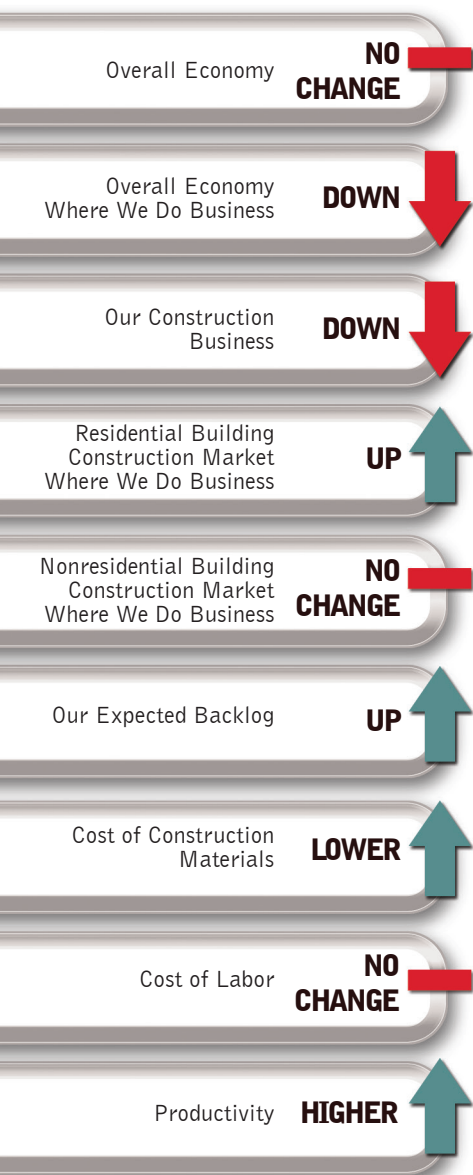 Overall Economy
NO
CHANGE
Overall Economy
Where We Do Business
DOWN
Our Construction
Business
DOWN
Residential Building
Construction Market
Where We Do Business
UP
Nonresidential Building
Construction Market
Where We Do Business
NO
CHANGE
Our Expected Backlog
UP
Cost of Construction
Materials
LOWER
Cost of Labor
NO
CHANGE
Productivity
HIGHER